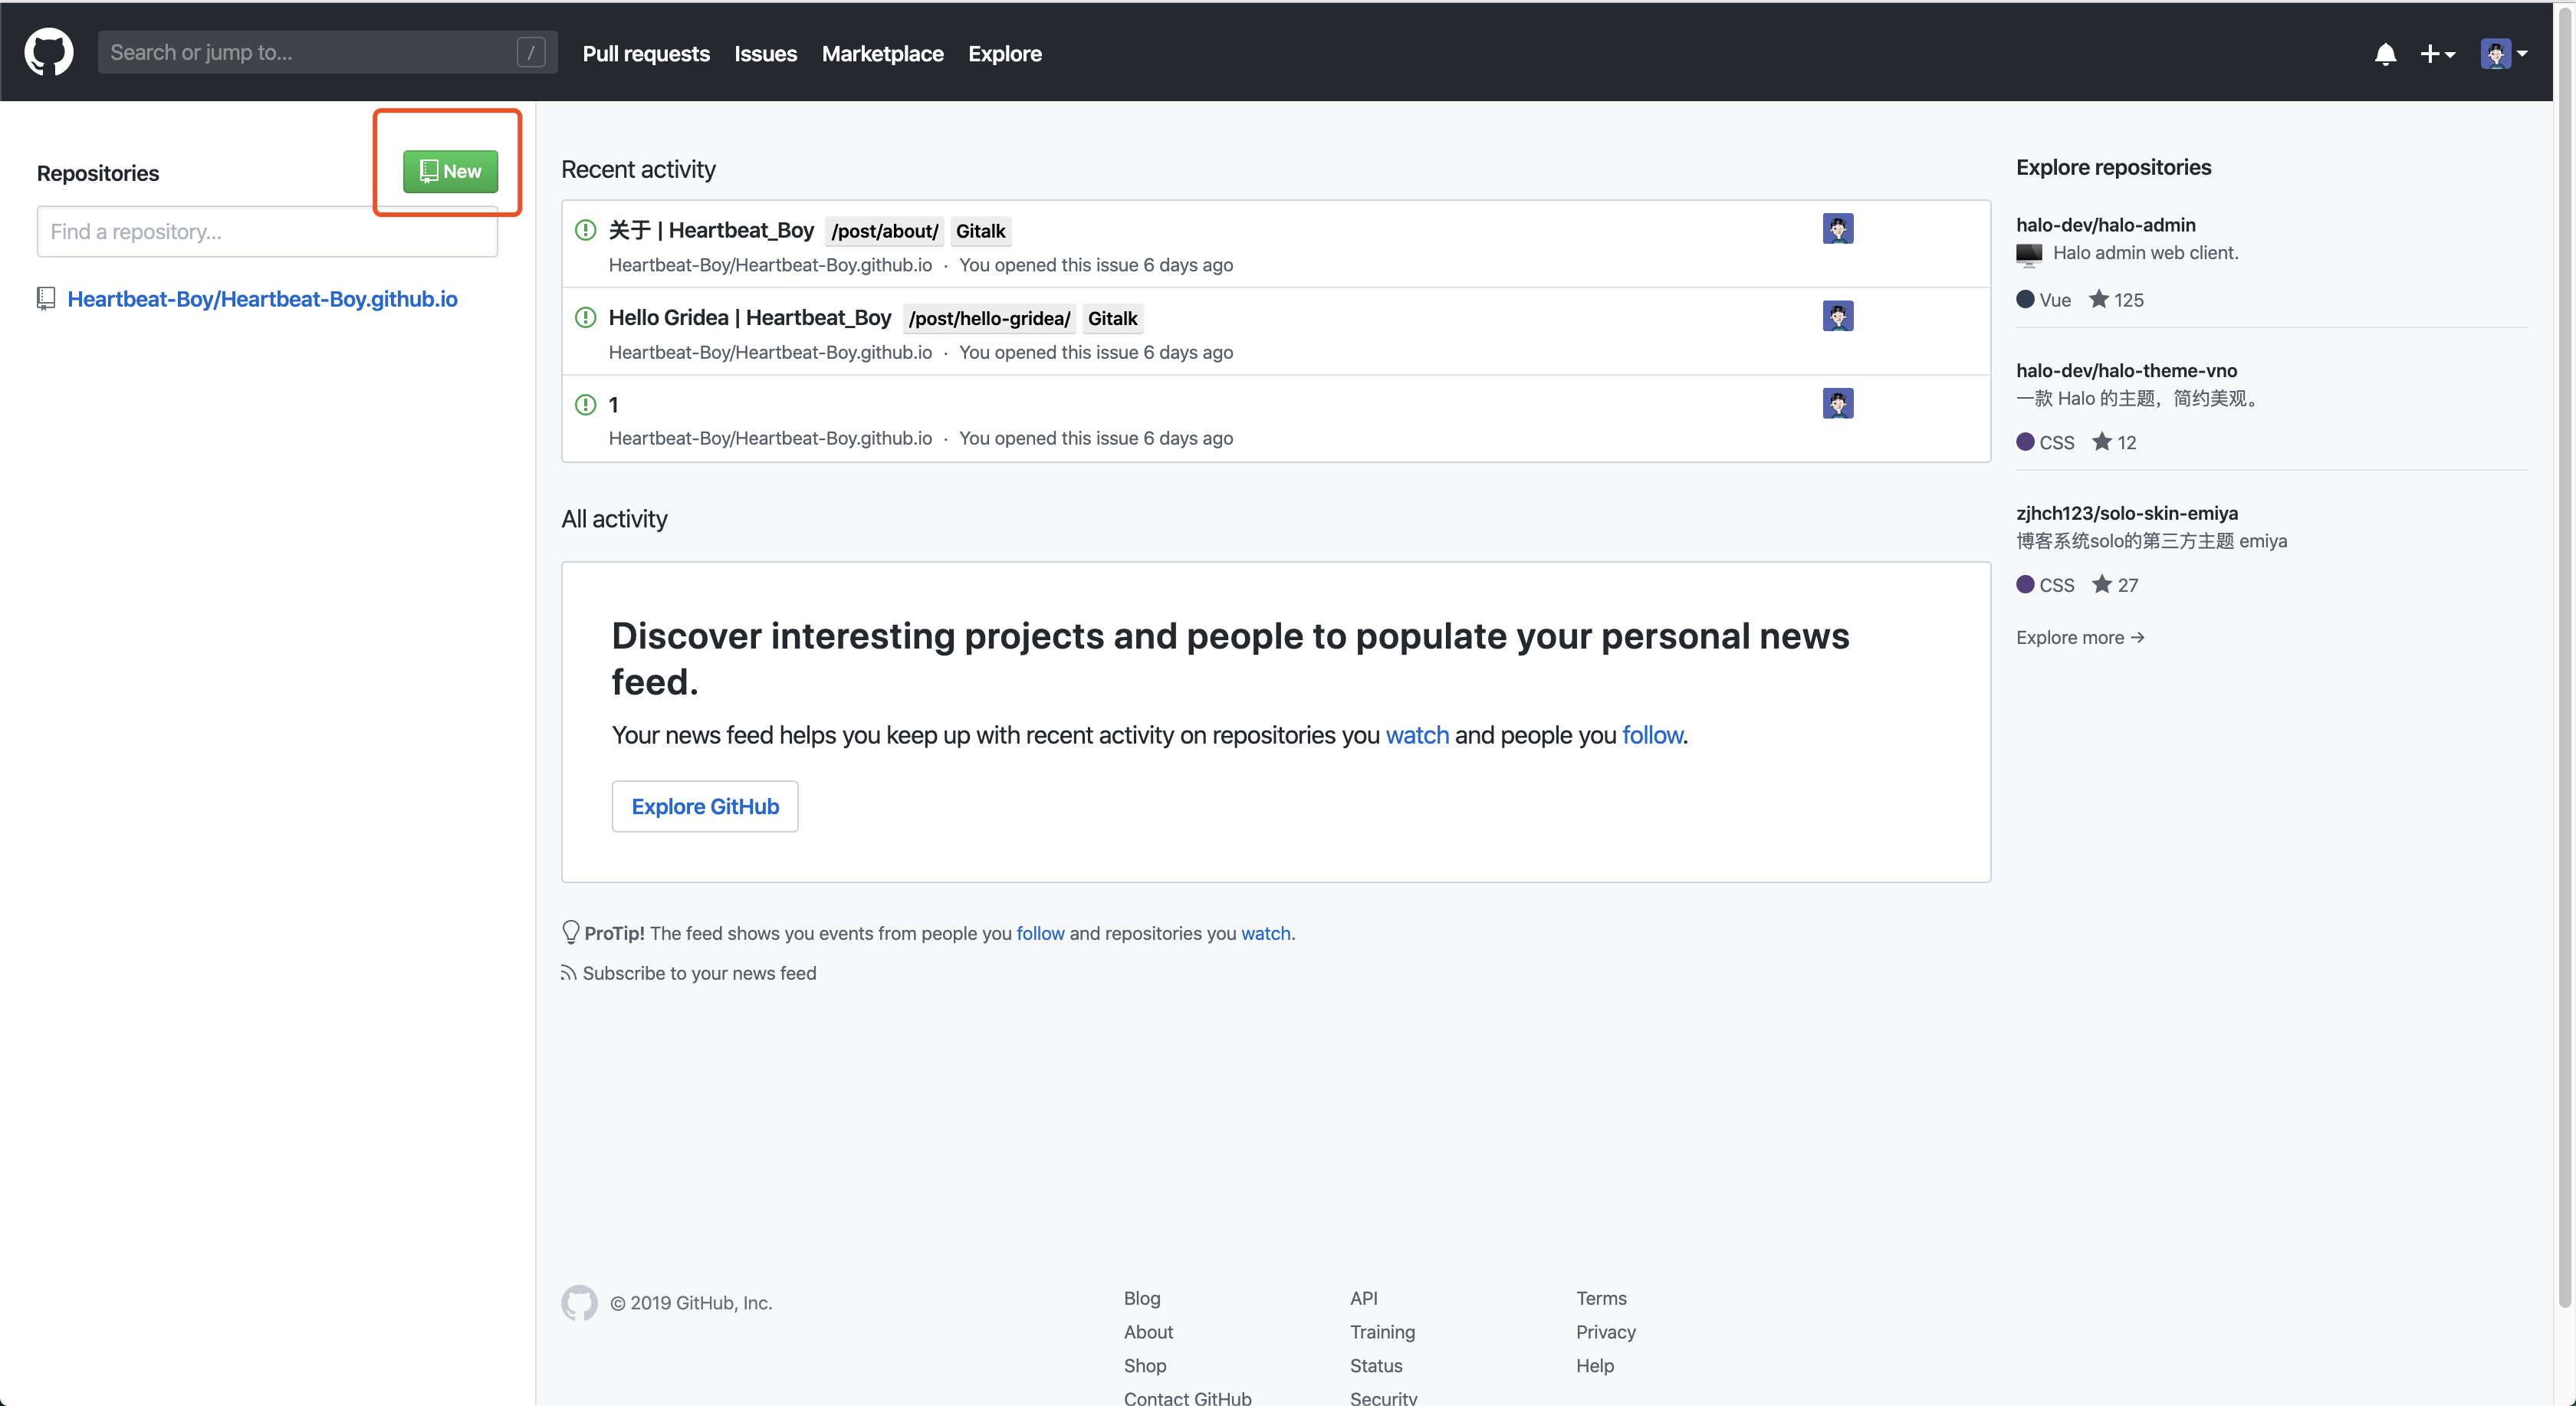 Search or jump to... /
Pull requests Issues Marketplace Explore
Repositories
New
Find a repository...
Heartbeat-Boy/Heartbeat-Boy.github.io
Recent activity
关于 | Heartbeat_Boy /post/about/ Gitalk
Heartbeat-Boy/Heartbeat-Boy.github.io · You opened this issue 6 days ago
Hello Gridea | Heartbeat_Boy /post/hello-gridea/ Gitalk
Heartbeat-Boy/Heartbeat-Boy.github.io · You opened this issue 6 days ago
1
Heartbeat-Boy/Heartbeat-Boy.github.io · You opened this issue 6 days ago
All activity
Discover interesting projects and people to populate your personal news
feed.
Your news feed helps you keep up with recent activity on repositories you watch and people you follow.
Explore GitHub
ProTip! The feed shows you events from people you follow and repositories you watch.
Subscribe to your news feed
Explore repositories
halo-dev/halo-admin
Halo admin web client.
Vue 125
halo-dev/halo-theme-vno
一款 Halo 的主题，简约美观。
CSS 12
zjhch123/solo-skin-emiya
博客系统solo的第三方主题 emiya
CSS 27
Explore more →
© 2019 GitHub, Inc.
Blog
About
Shop
Contact GitHub
API
Training
Status
Security
Terms
Privacy
Help